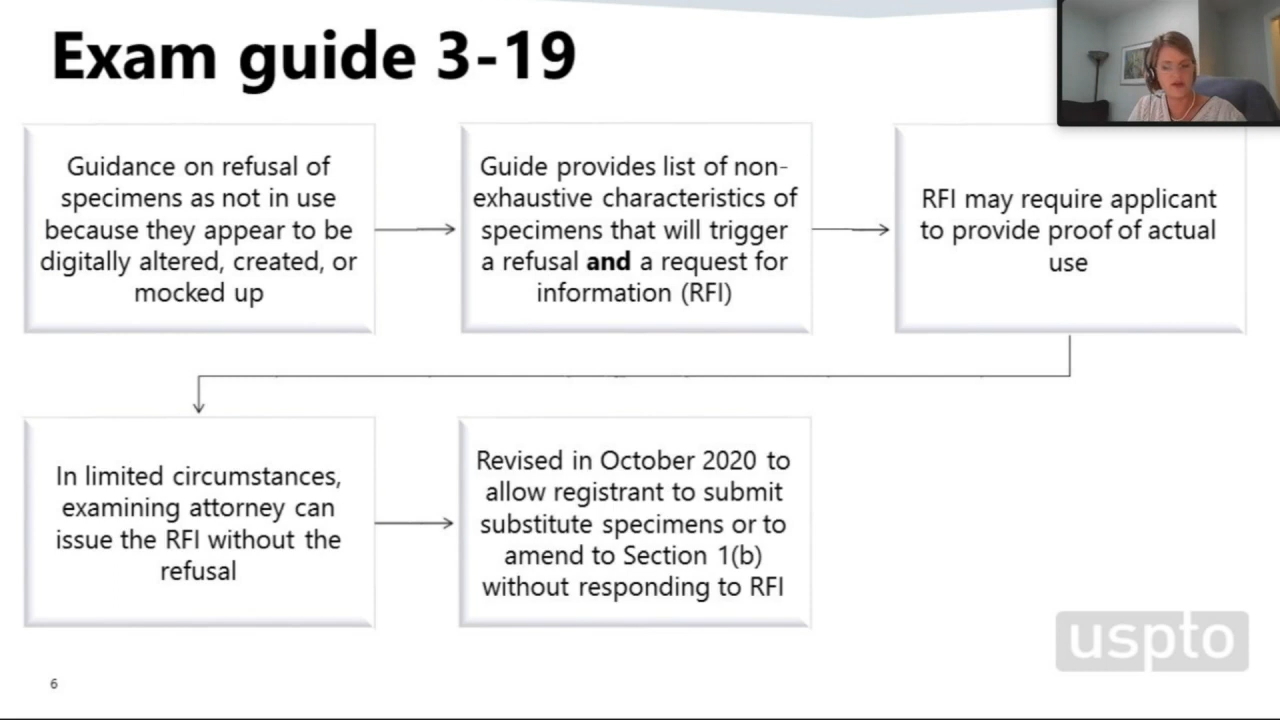 Exam guide 3-19
Guidance on refusal of
specimens as not in use
because they appear to be
digitally altered, created, or
mocked up
Guide provides list of non-
exhaustive characteristics of
specimens that will trigger
a refusal and a request for
information (RFI)
RFI may require applicant
to provide proof of actual
use
In limited circumstances,
examining attorney can
issue the RFI without the
refusal
Revised in October 2020 to
allow registrant to submit
substitute specimens or to
amend to Section 1(b)
without responding to RFI
uspto
6